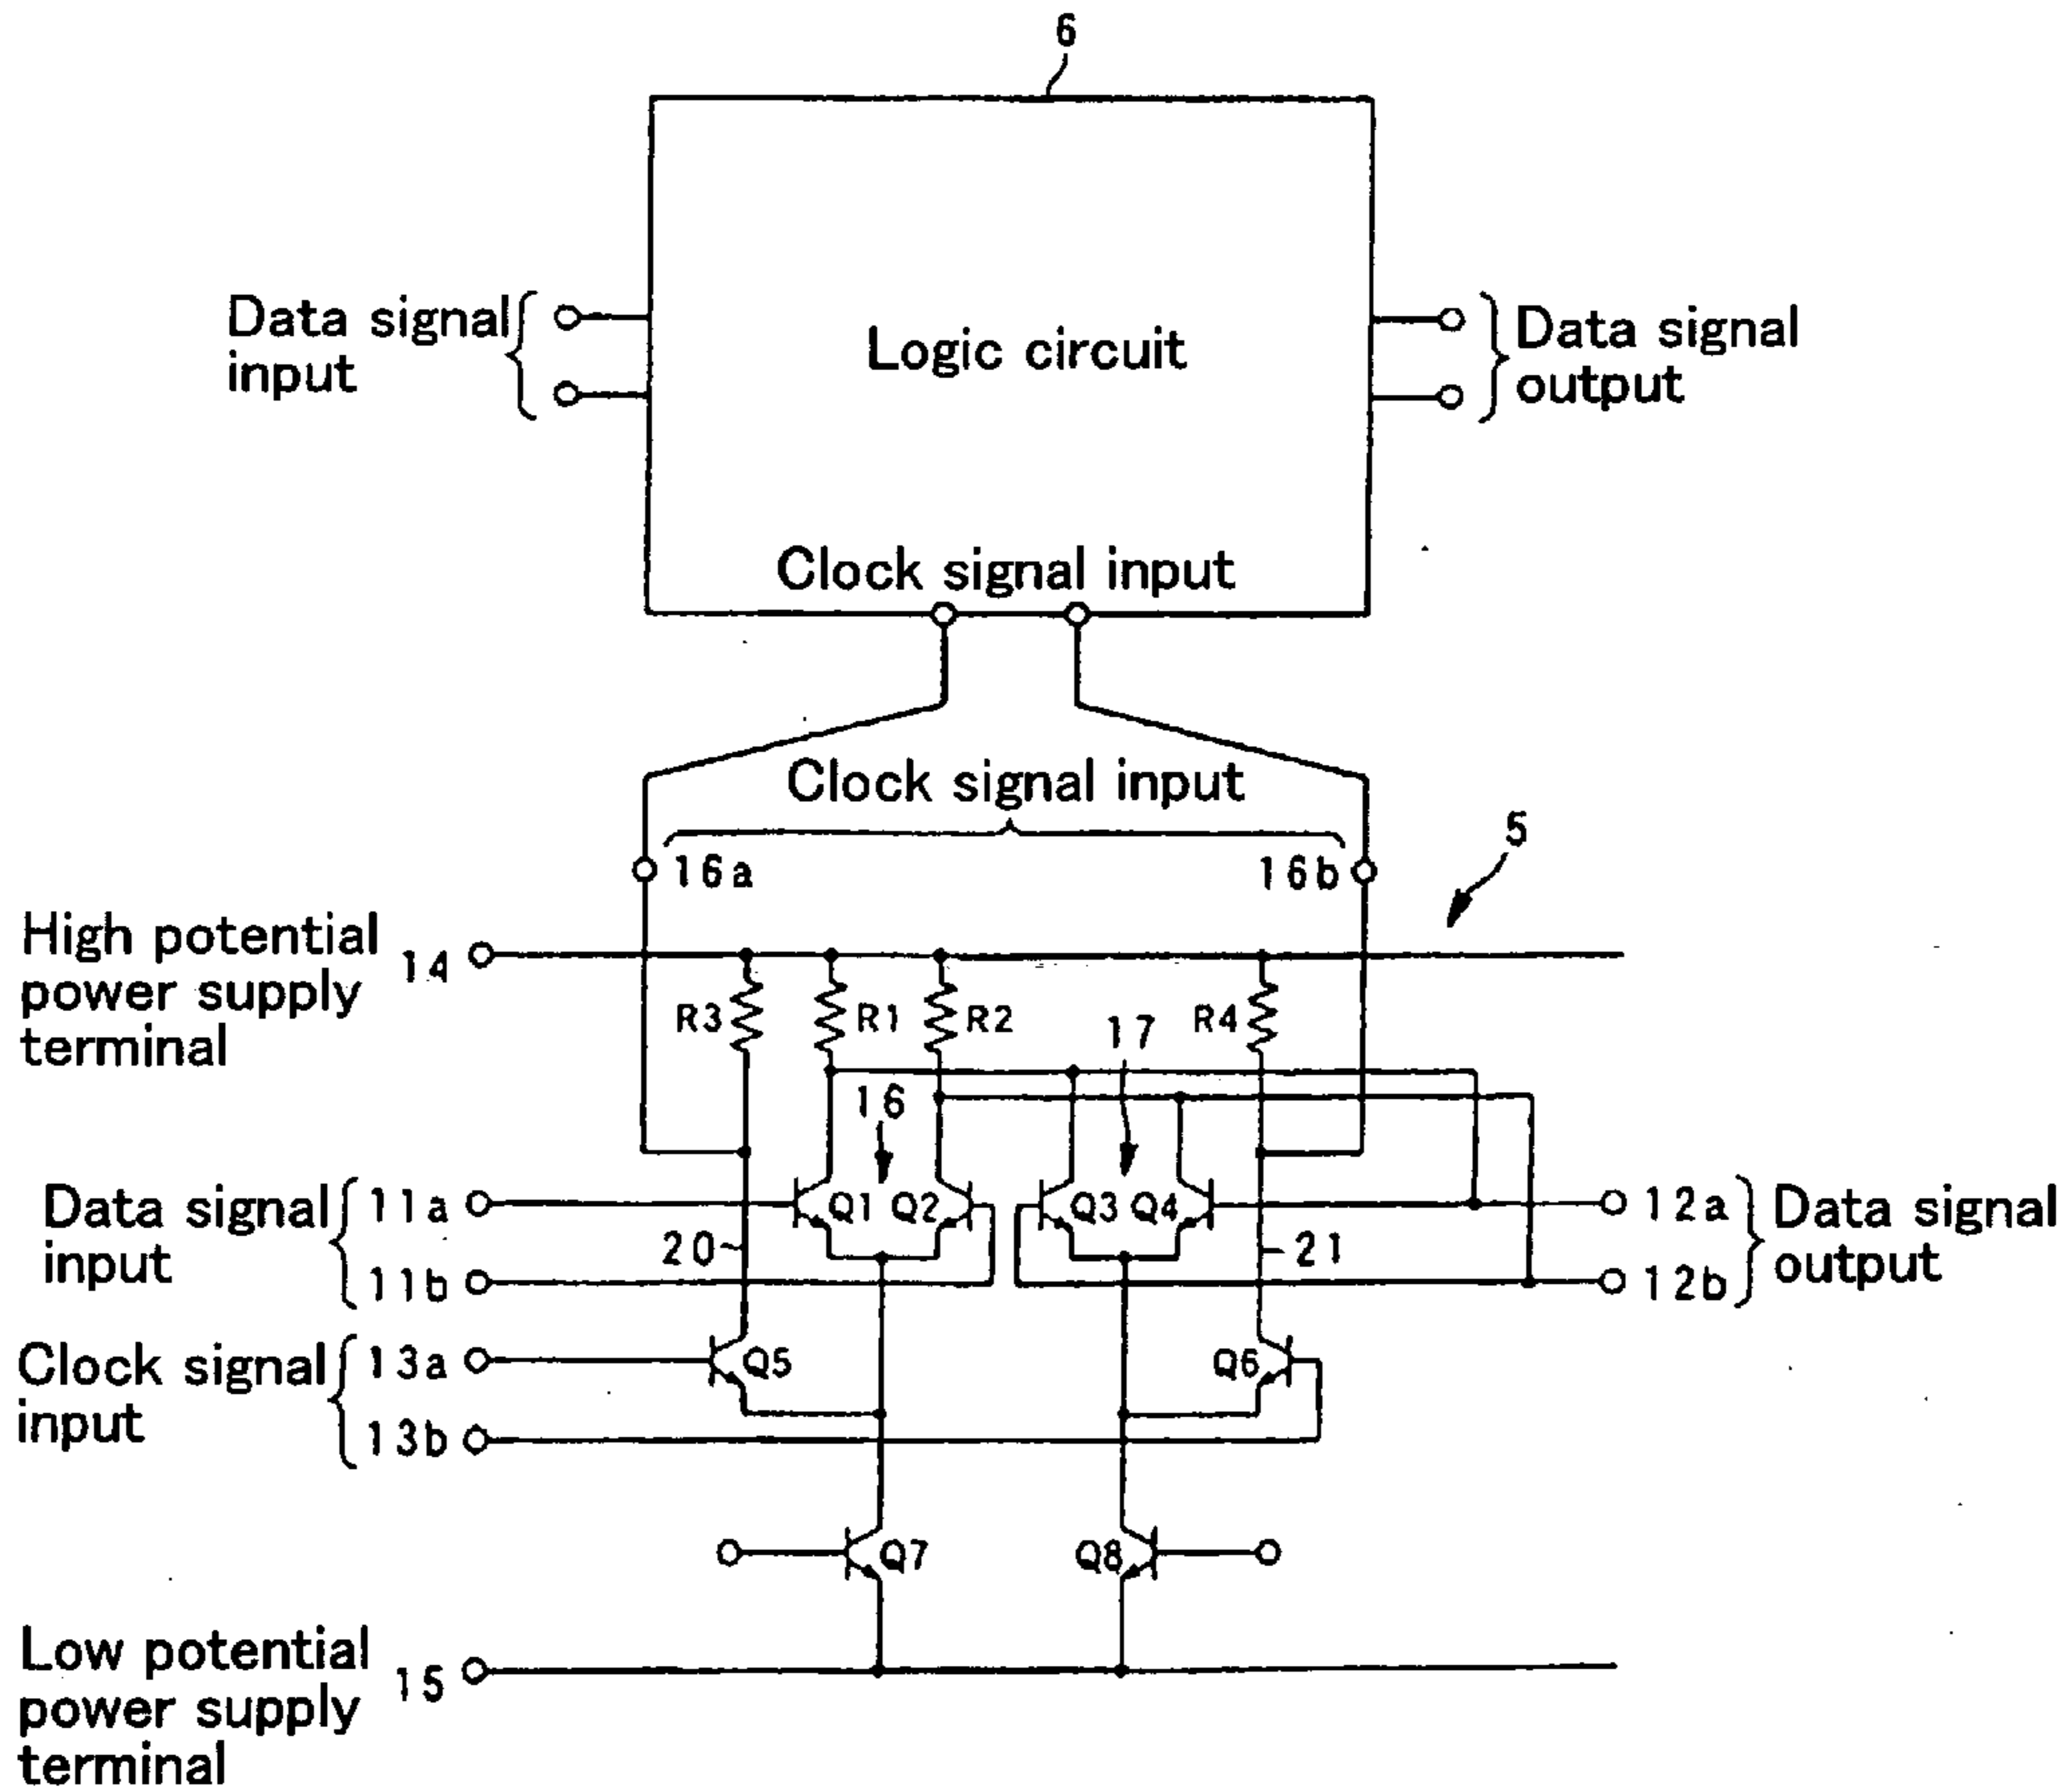 6
Data signal
input
Logic circuit
Data signal
output
Clock signal input
Clock signal input
16a
16b
5
High potential
power supply
terminal
14
R3
R1
R2
17
R4
16
Data signal
input
11a
11b
Q1
Q2
Q3
Q4
12a
12b
Data signal
output
20
21
Clock signal
input
13a
13b
Q5
Q6
Q7
Q8
Low potential
power supply
terminal
15